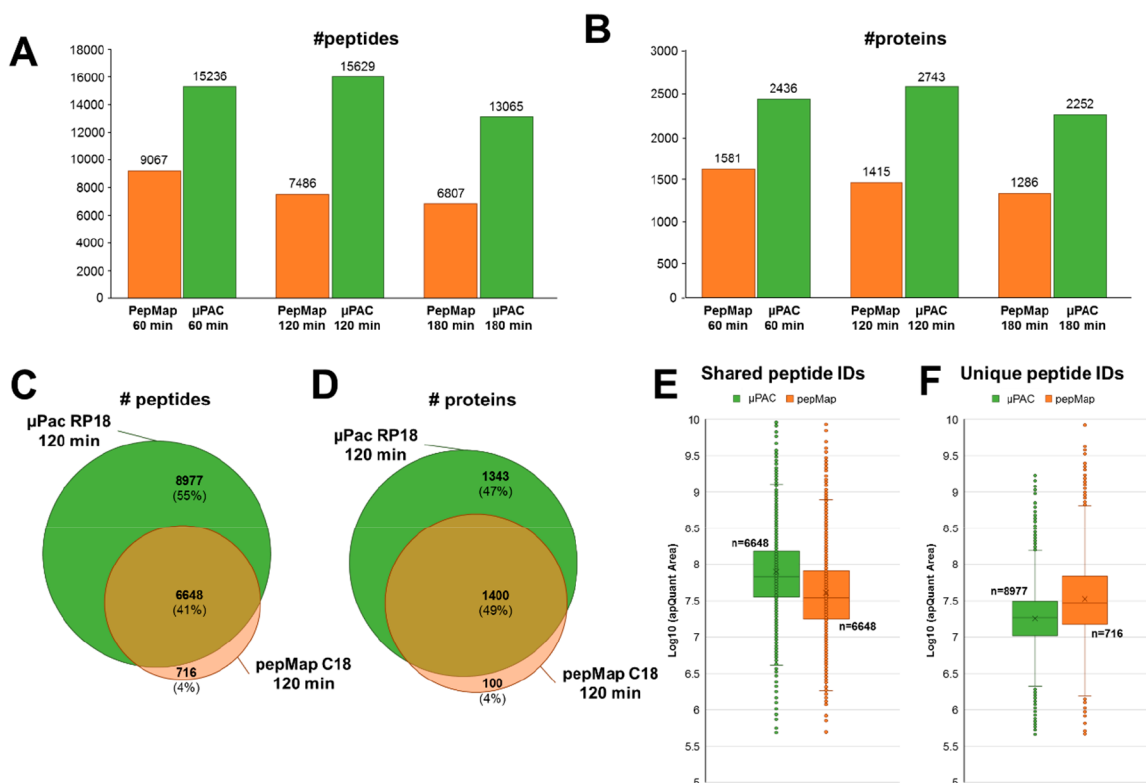 A
#peptides
18000
16000
14000
12000
10000
8000
6000
4000
2000
0
9067
15236
7486
15629
6807
13065
PepMap
60 min
µPAC
60 min
PepMap
120 min
µPAC
120 min
PepMap
180 min
µPAC
180 min
B
#proteins
3000
2500
2000
1500
1000
500
0
1581
2436
1415
2743
1286
2252
PepMap
60 min
µPAC
60 min
PepMap
120 min
µPAC
120 min
PepMap
180 min
µPAC
180 min
C
# peptides
µPac RP18
120 min
8977
(55%)
6648
(41%)
716
(4%)
pepMap C18
120 min
D
# proteins
µPac RP18
120 min
1343
(47%)
1400
(49%)
100
(4%)
pepMap C18
120 min
E
Shared peptide IDs
µPAC pepMap
Log10 (apQuant Area)
10
9.5
9
8.5
8
7.5
7
6.5
6
5.5
5
n=6648
n=6648
F
Unique peptide IDs
µPAC pepMap
Log10 (apQuant Area)
10
9.5
9
8.5
8
7.5
7
6.5
6
5.5
5
n=8977
n=716